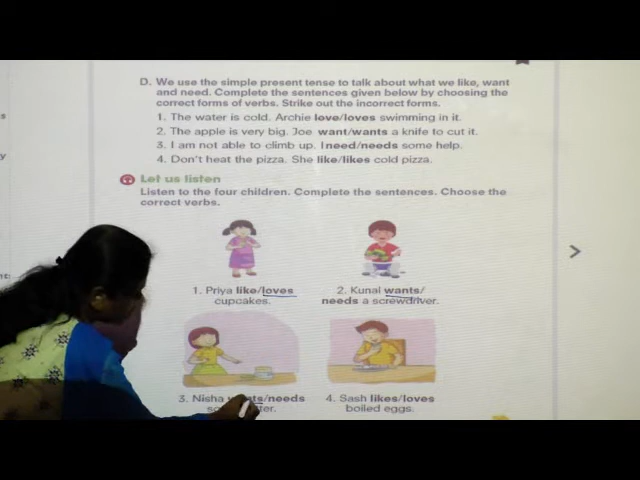 D. We use the simple present tense to talk about what we like, want
and need. Complete the sentences given below by choosing the
correct forms of verbs. Strike out the incorrect forms.
1. The water is cold. Archie love/loves swimming in it.
2. The apple is very big. Joe want/wants a knife to cut it.
3. I am not able to climb up. I need/needs some help.
4. Don't heat the pizza. She like/likes cold pizza.
Let us listen
Listen to the four children. Complete the sentences. Choose the
correct verbs.
1. Priya like/loves
cupcakes.
2. Kunal wants/
needs a screwdriver.
3. Nisha /needs
4. Sash likes/loves
boiled eggs.